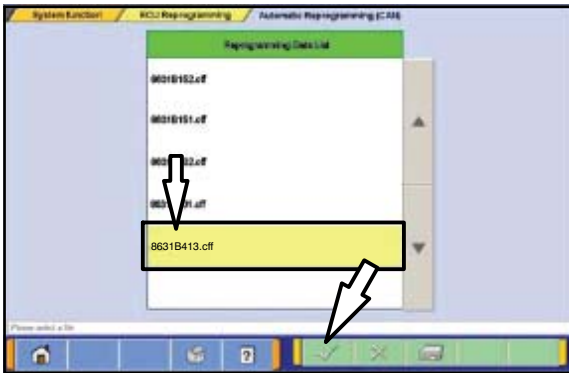 System function / ECU Reprogramming / Automatic Reprogramming (CAN)
Reprogramming Data List
8631B152.cff
8631B151.cff
8631B413.cff
Please select a file
?